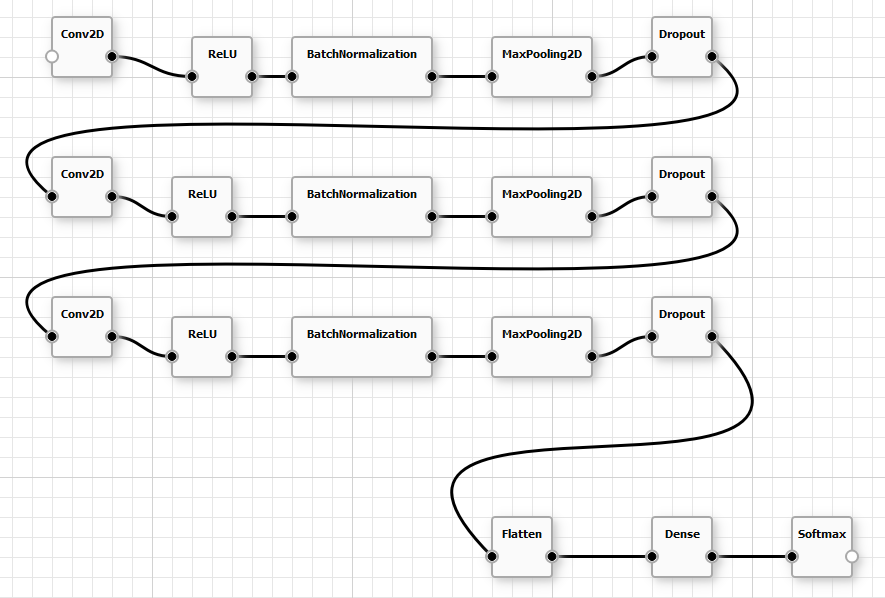 Conv2D
ReLU
BatchNormalization
MaxPooling2D
Dropout
Conv2D
ReLU
BatchNormalization
MaxPooling2D
Dropout
Conv2D
ReLU
BatchNormalization
MaxPooling2D
Dropout
Flatten
Dense
Softmax